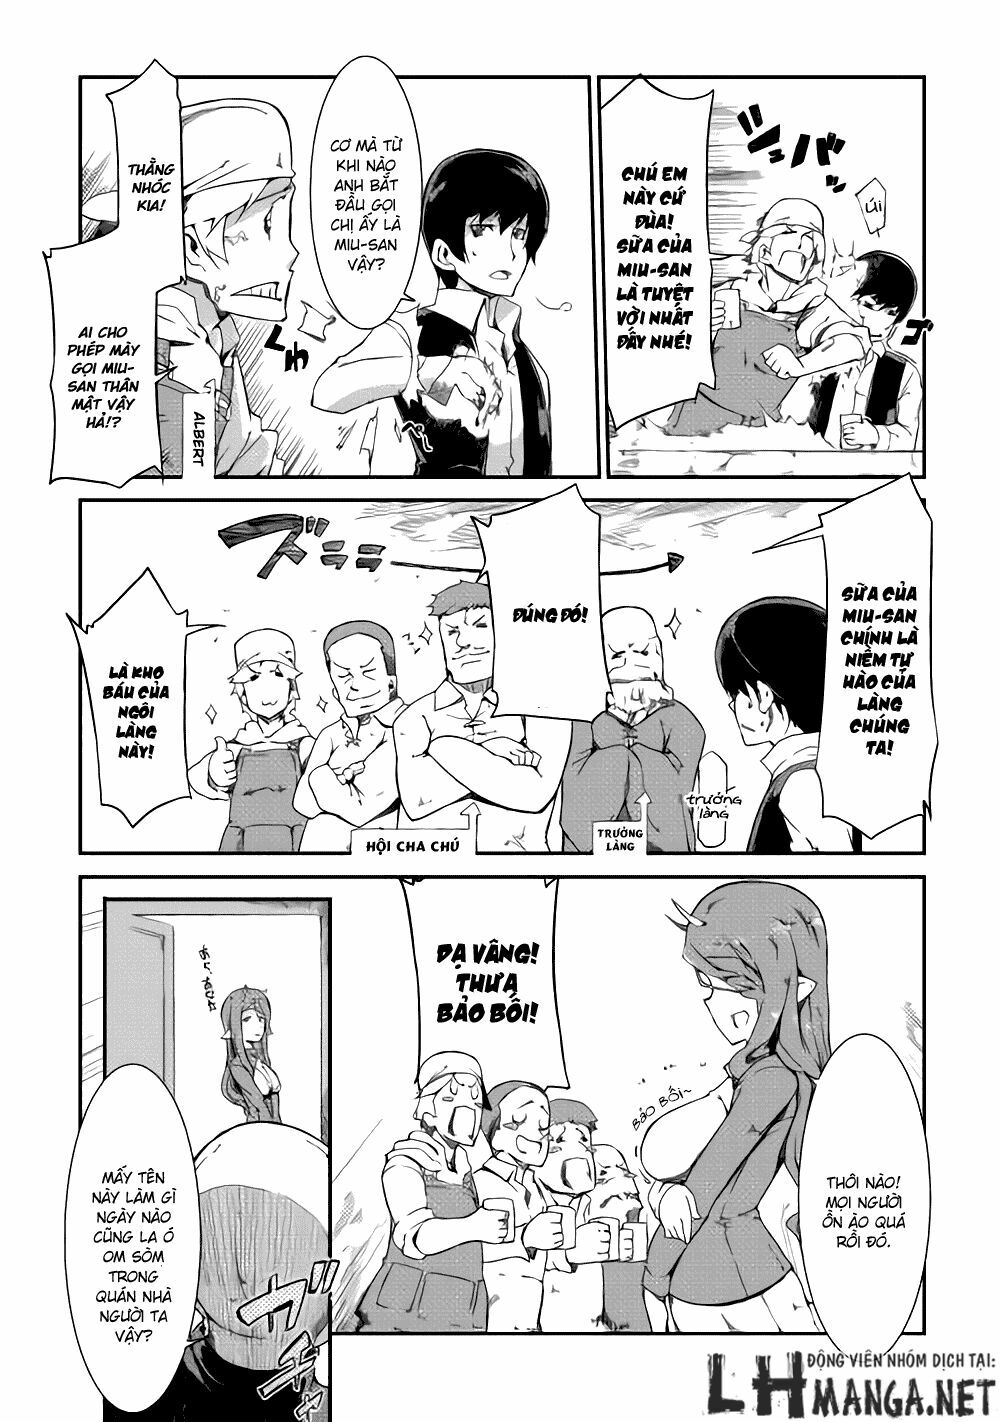 CHÚ EM
NÀY CỨ
ĐÙA!
SỮA CỦA
MIU-SAN
LÀ TUYỆT
VỜI NHẤT
ĐẤY NHÉ!
ỦI
CƠ MÀ TỪ
KHI NÀO
ANH BẮT
ĐẦU GỌI
CHỊ ẤY LÀ
MIU-SAN
VẬY?
THẰNG
NHÓC
KIA!
AI CHO
PHÉP MÀY
GỌI MIU-
SAN THÂN
MẬT VẬY
HẢ!?
ALBERT
SỮA CỦA
MIU-SAN
CHÍNH LÀ
NIỀM TỰ
HÀO CỦA
LÀNG
CHÚNG
TA!
ĐÚNG ĐÓ!
LÀ KHO
BÁU CỦA
NGÔI
LÀNG
NÀY!
trưởng
làng
TRƯỞNG
LÀNG
HỘI CHA CHÚ
THÔI NÀO!
MỌI NGƯỜI
ỒN ÀO QUÁ
RỒI ĐÓ.
BẢO BỐI~
DẠ VÂNG!
THƯA
BẢO BỐI!
MẤY TÊN
NÀY LÀM GÌ
NGÀY NÀO
CŨNG LA Ó
OM SÒM
TRONG
QUÁN NHÀ
NGƯỜI TA
VẬY?
ĐỘNG VIÊN NHÓM DỊCH TẠI:
LHMANGA.NET